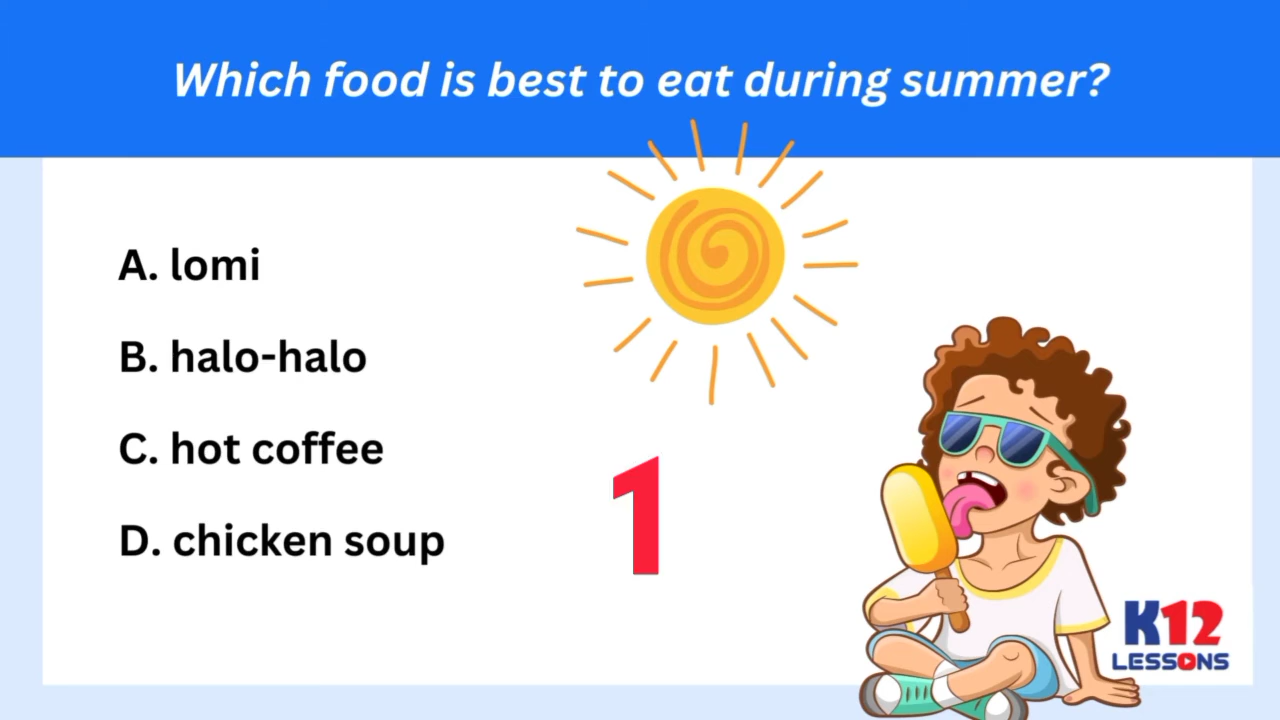 Which food is best to eat during summer?
A. lomi
B. halo-halo
C. hot coffee
D. chicken soup
1
K12
LESSONS